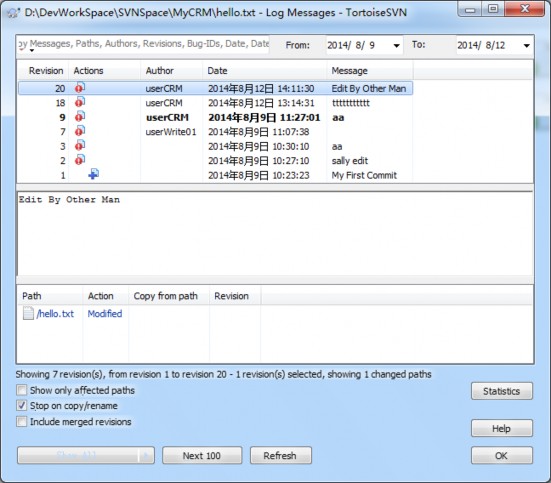 D:\DevWorkSpace\SVNSpace\MyCRM\hello.txt - Log Messages - TortoiseSVN
by Messages, Paths, Authors, Revisions, Bug-IDs, Date, Date From: 2014/ 8/ 9 To: 2014/ 8/12
Revision Actions Author Date Message
20 userCRM 2014年8月12日 14:11:30 Edit By Other Man
18 userCRM 2014年8月12日 13:14:31 ttttttttttt
9 userCRM 2014年8月9日 11:27:01 aa
7 userWrite01 2014年8月9日 11:07:38
3 2014年8月9日 10:30:10 aa
2 2014年8月9日 10:27:10 sally edit
1 2014年8月9日 10:23:23 My First Commit
Edit By Other Man
Path Action Copy from path Revision
/hello.txt Modified
Showing 7 revision(s), from revision 1 to revision 20 - 1 revision(s) selected, showing 1 changed paths
Show only affected paths
Statistics
Stop on copy/rename
Include merged revisions
Help
Show All Next 100 Refresh OK